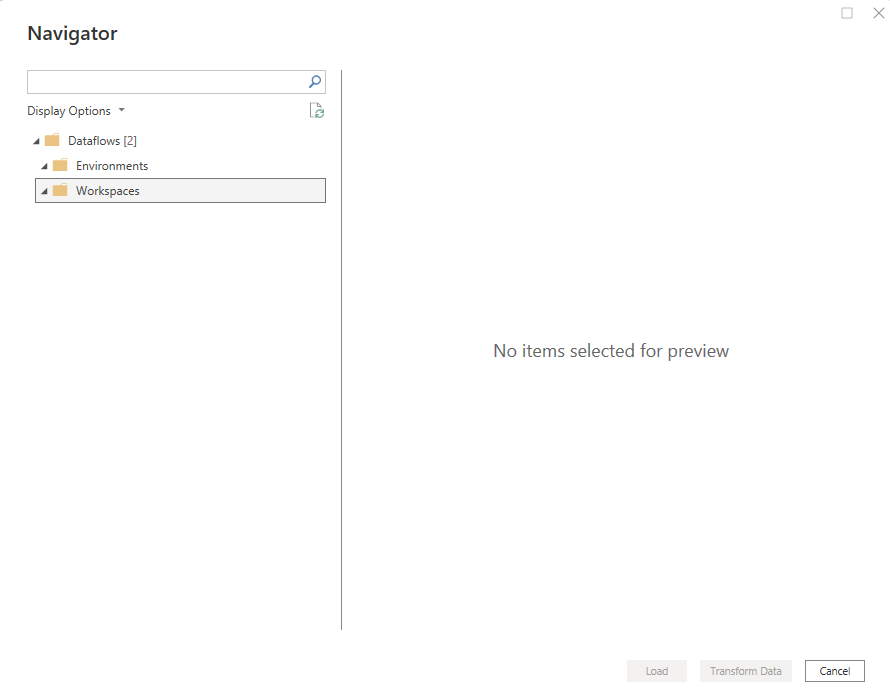 Navigator
Display Options
Dataflows [2]
Environments
Workspaces
No items selected for preview
Load
Transform Data
Cancel